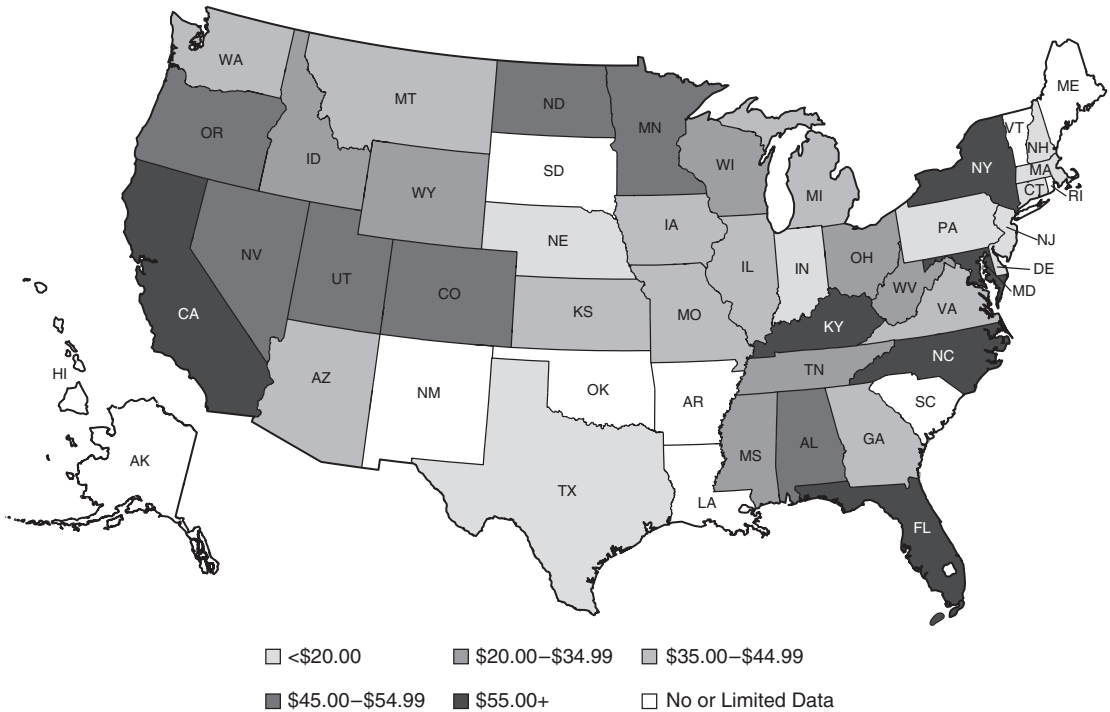 WA
MT
ND
MN
OR
ID
WY
SD
WI
MI
ME
VT
NH
NY
MA
CT
RI
NV
UT
CO
NE
IA
IL
IN
OH
PA
NJ
DE
MD
WV
VA
CA
KS
MO
KY
HI
AZ
NM
OK
TN
NC
AR
SC
AK
TX
LA
MS
AL
GA
FL
<$20.00 $20.00–$34.99 $35.00–$44.99
$45.00–$54.99 $55.00+ No or Limited Data